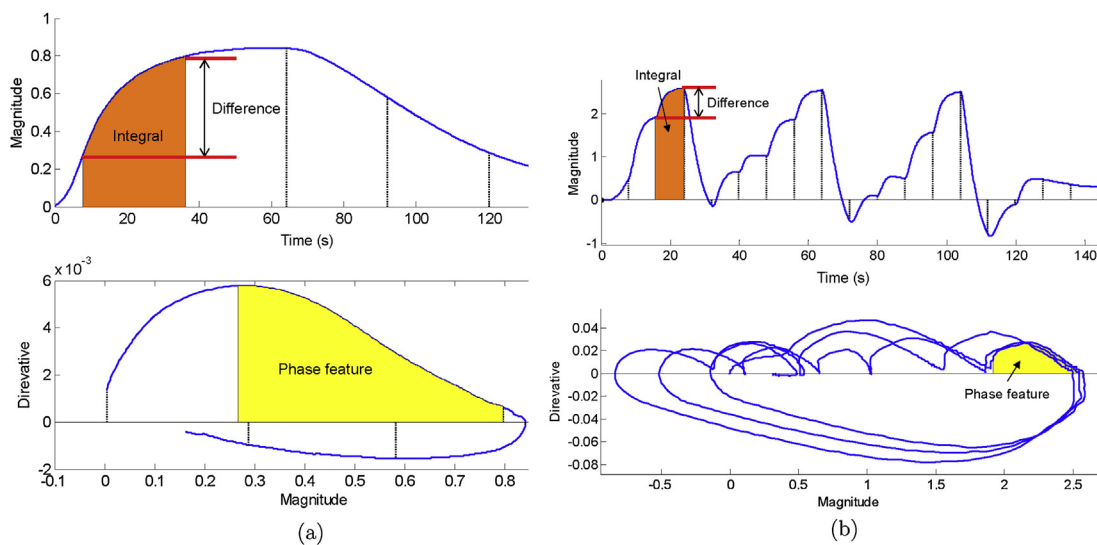 1
0.8
0.6
0.4
0.2
0
Magnitude
Integral
Difference
0 20 40 60 80 100 120
Time (s)
x 10⁻³
6
4
2
0
-2
Direvative
Phase feature
-0.1 0 0.1 0.2 0.3 0.4 0.5 0.6 0.7 0.8
Magnitude
(a)
Integral
Difference
2
1
0
-1
Magnitude
0 20 40 60 80 100 120 140
Time (s)
0.04
0.02
0
-0.02
-0.04
-0.06
-0.08
Direvative
Phase feature
-0.5 0 0.5 1 1.5 2 2.5
Magnitude
(b)